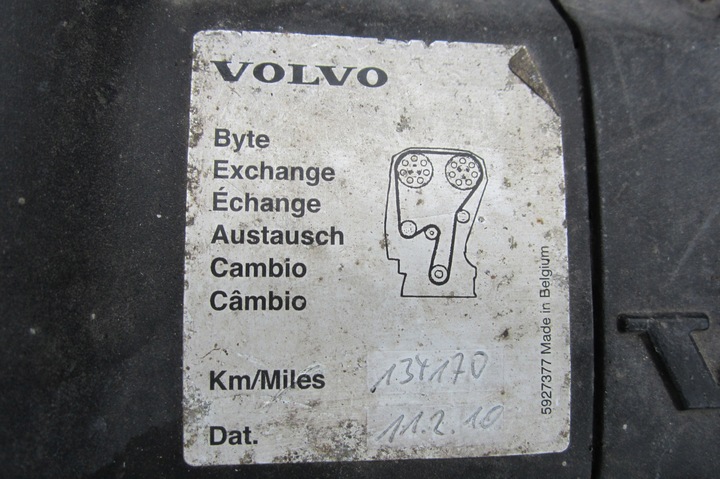 VOLVO
Byte
Exchange
Échange
Austausch
Cambio
Câmbio
Km/Miles 134170
Dat. 11.2.10
5927377 Made in Belgium